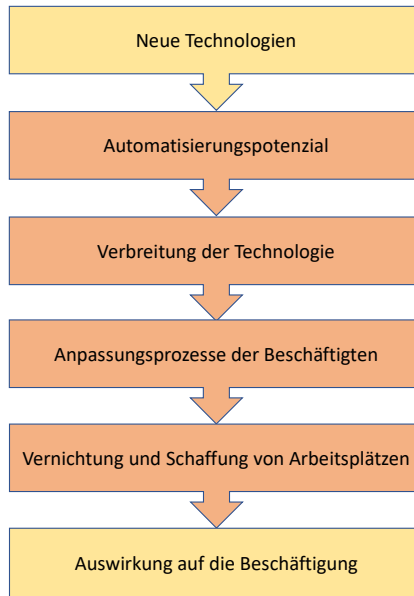 Neue Technologien
Automatisierungspotenzial
Verbreitung der Technologie
Anpassungsprozesse der Beschäftigten
Vernichtung und Schaffung von Arbeitsplätzen
Auswirkung auf die Beschäftigung